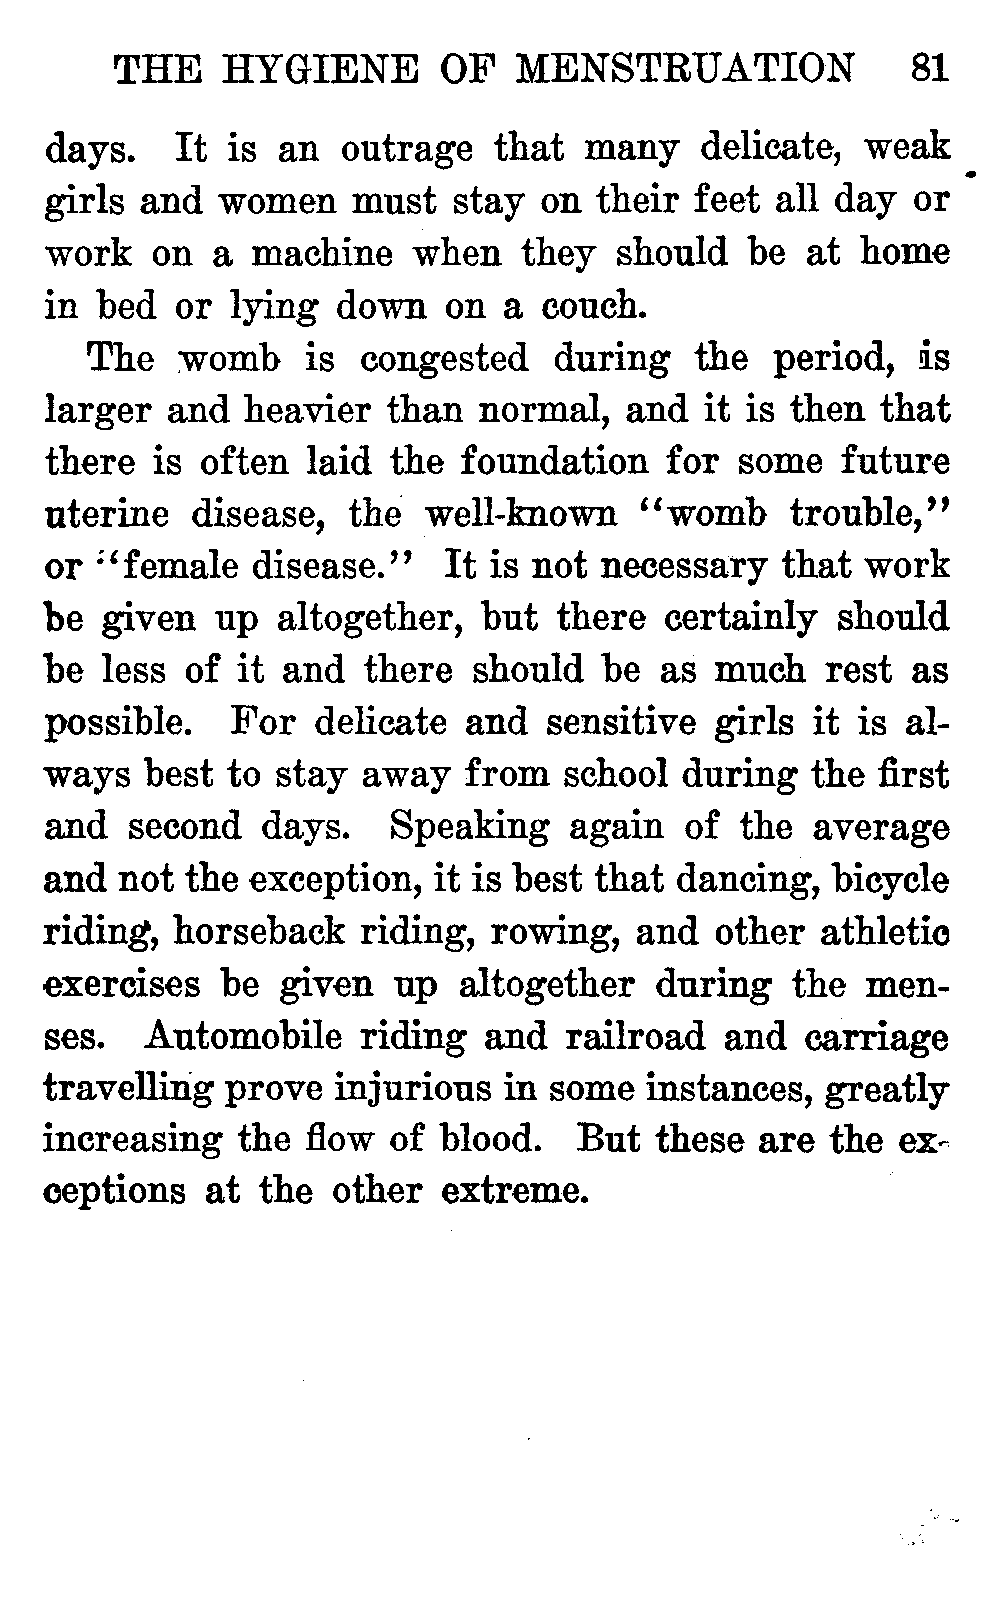 THE HYGIENE OF MENSTRUATION 81
days. It is an outrage that many delicate, weak
girls and women must stay on their feet all day or
work on a machine when they should be at home
in bed or lying down on a couch.
The womb is congested during the period, is
larger and heavier than normal, and it is then that
there is often laid the foundation for some future
uterine disease, the well-known “womb trouble,”
or “female disease.” It is not necessary that work
be given up altogether, but there certainly should
be less of it and there should be as much rest as
possible. For delicate and sensitive girls it is al-
ways best to stay away from school during the first
and second days. Speaking again of the average
and not the exception, it is best that dancing, bicycle
riding, horseback riding, rowing, and other athletic
exercises be given up altogether during the men-
ses. Automobile riding and railroad and carriage
travelling prove injurious in some instances, greatly
increasing the flow of blood. But these are the ex-
ceptions at the other extreme.